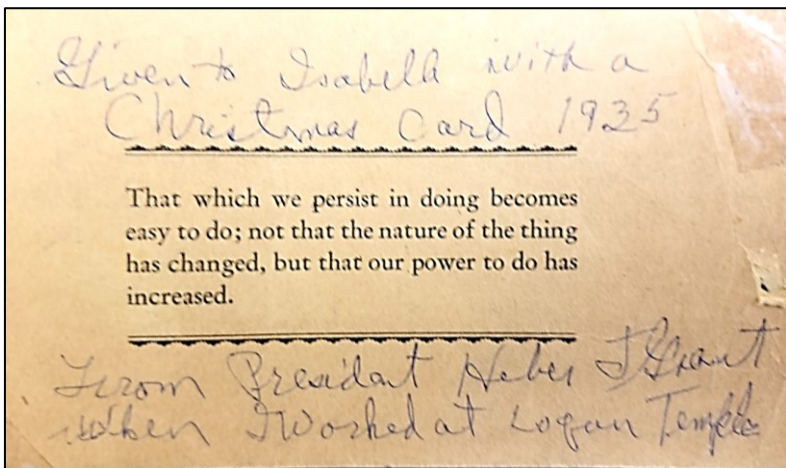 Given to Isabell with a
Christmas Card 1935
That which we persist in doing becomes
easy to do; not that the nature of the thing
has changed, but that our power to do has
increased.
From President Heber J Grant
when I Worked at Logan Temple